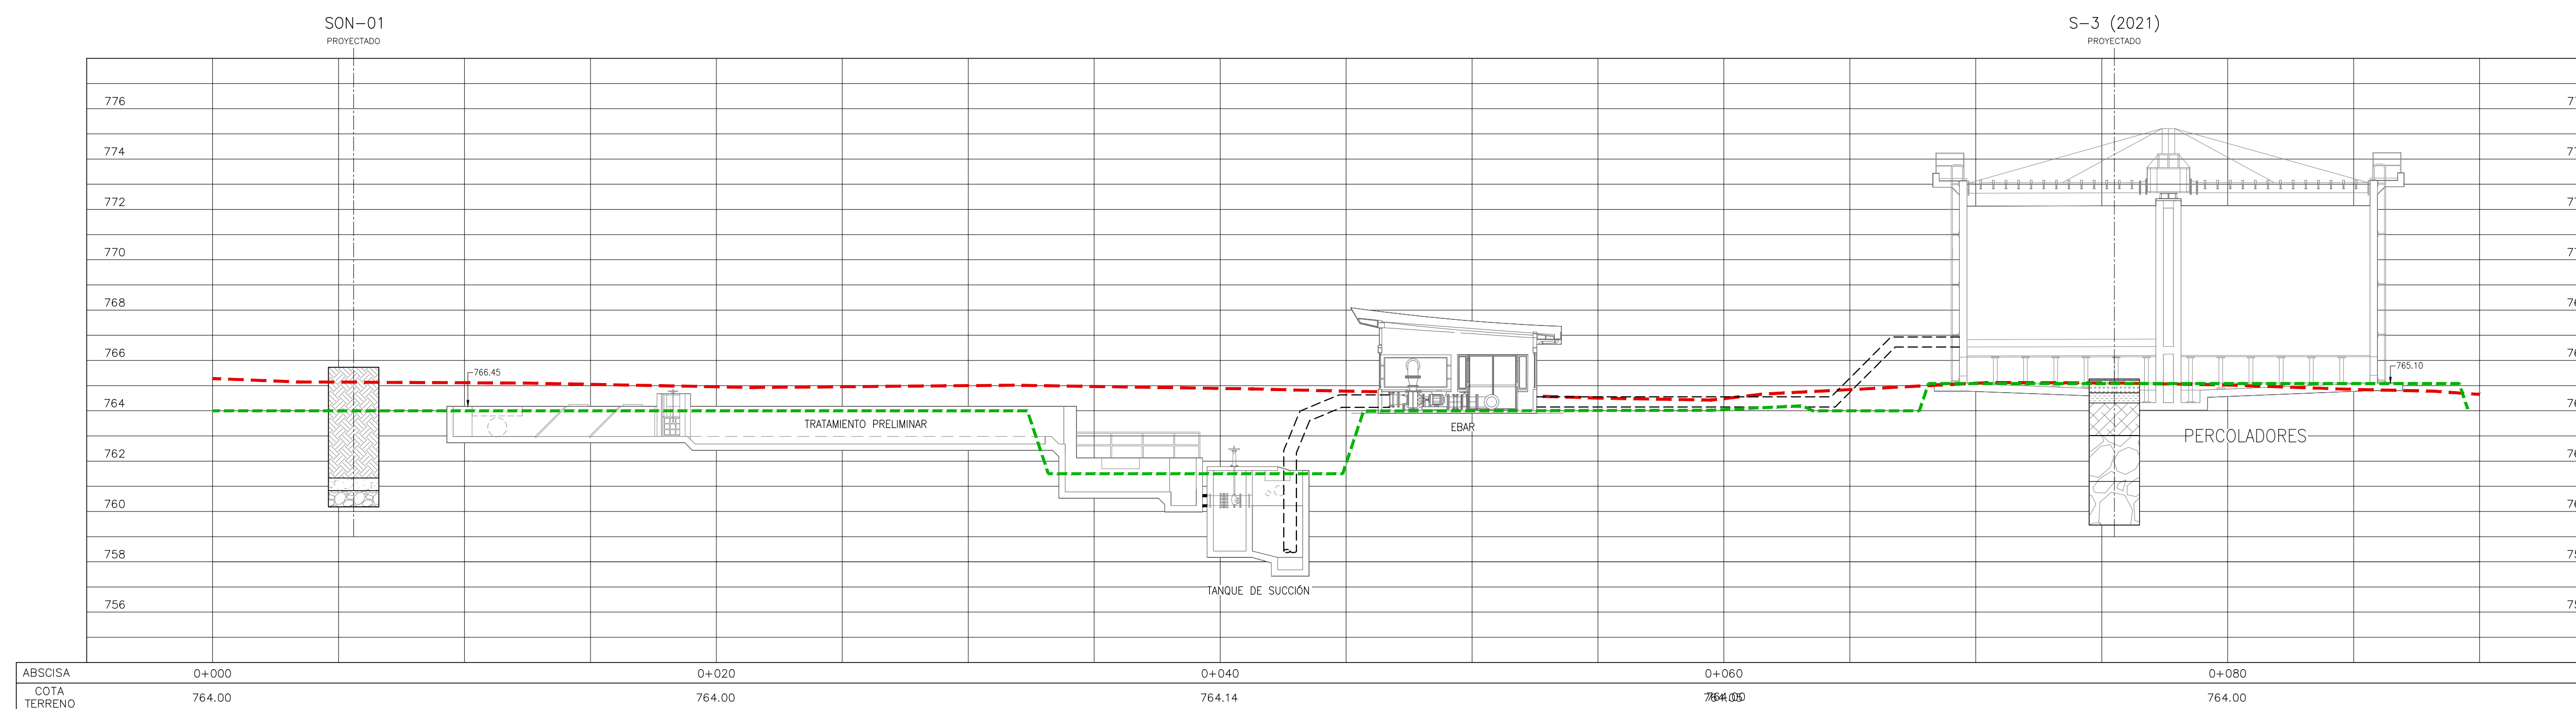 SON-01
PROYECTADO
S-3 (2021)
PROYECTADO
776
774
772
770
768
766
764
762
760
758
756
766.45
765.10
TRATAMIENTO PRELIMINAR
EBAR
PERCOLADORES
TANQUE DE SUCCIÓN
ABSCISA 0+000 0+020 0+040 0+060 0+080
COTA
TERRENO
764.00 764.00 764.14 764.00